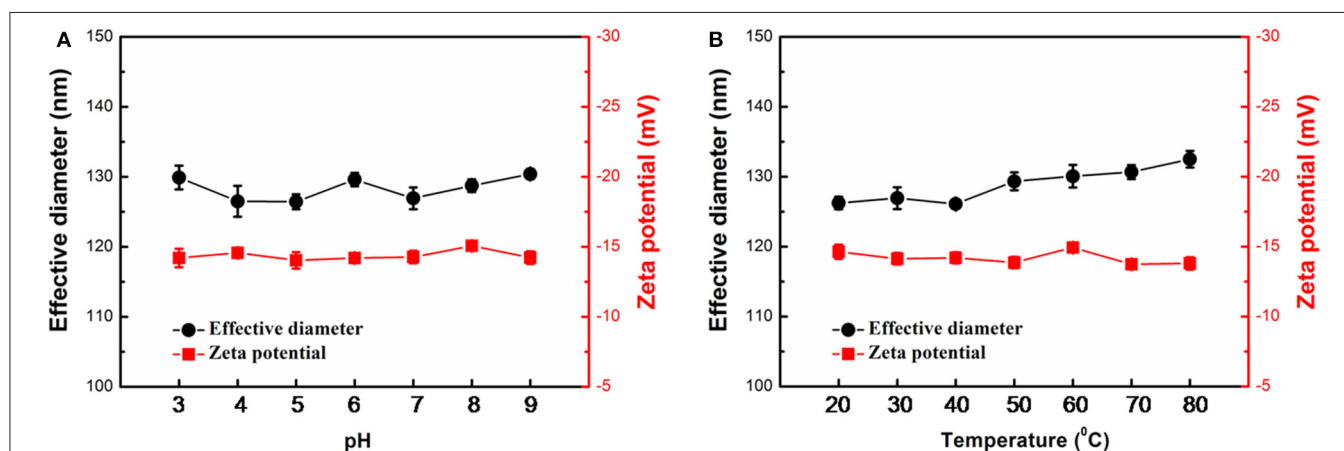 A
Effective diameter (nm)
150
140
130
120
110
100
-30
-25
-20
-15
-10
-5
Zeta potential (mV)
Effective diameter
Zeta potential
3 4 5 6 7 8 9
pH
B
Effective diameter (nm)
150
140
130
120
110
100
-30
-25
-20
-15
-10
-5
Zeta potential (mV)
Effective diameter
Zeta potential
20 30 40 50 60 70 80
Temperature (⁰C)